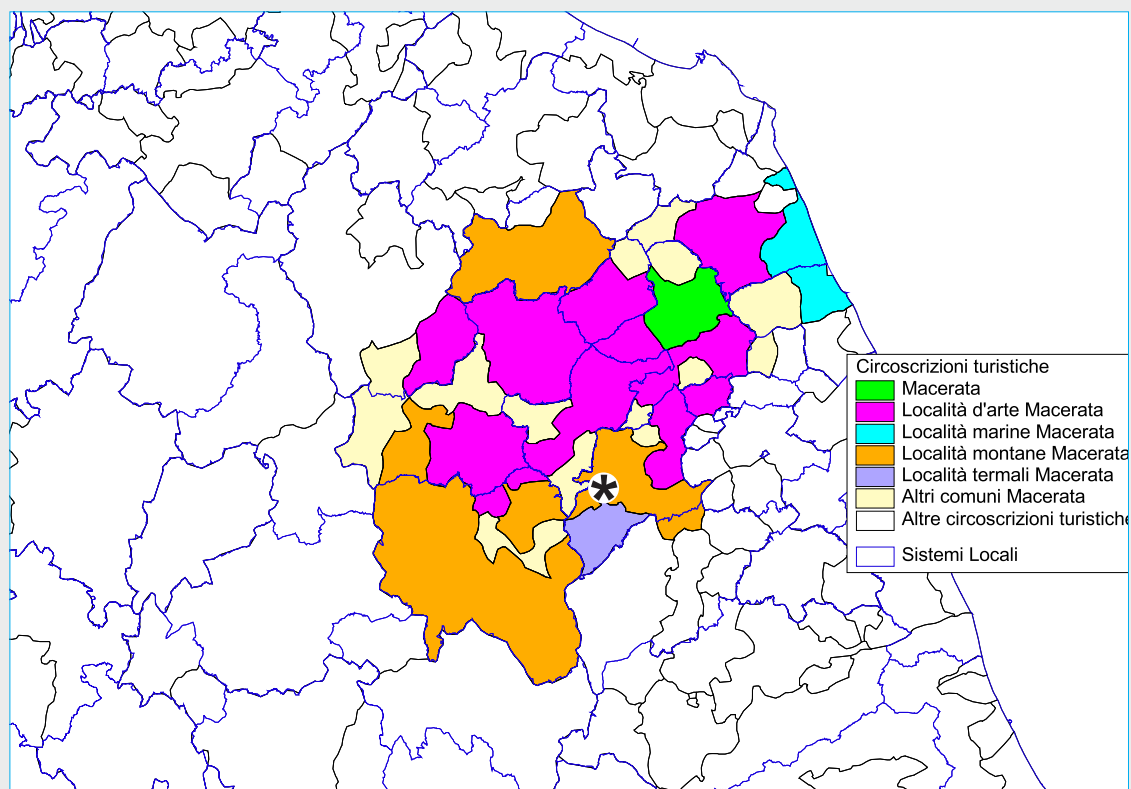 Circoscrizioni turistiche
Macerata
Località d'arte Macerata
Località marine Macerata
Località montane Macerata
Località termali Macerata
Altri comuni Macerata
Altre circoscrizioni turistiche
Sistemi Locali
*